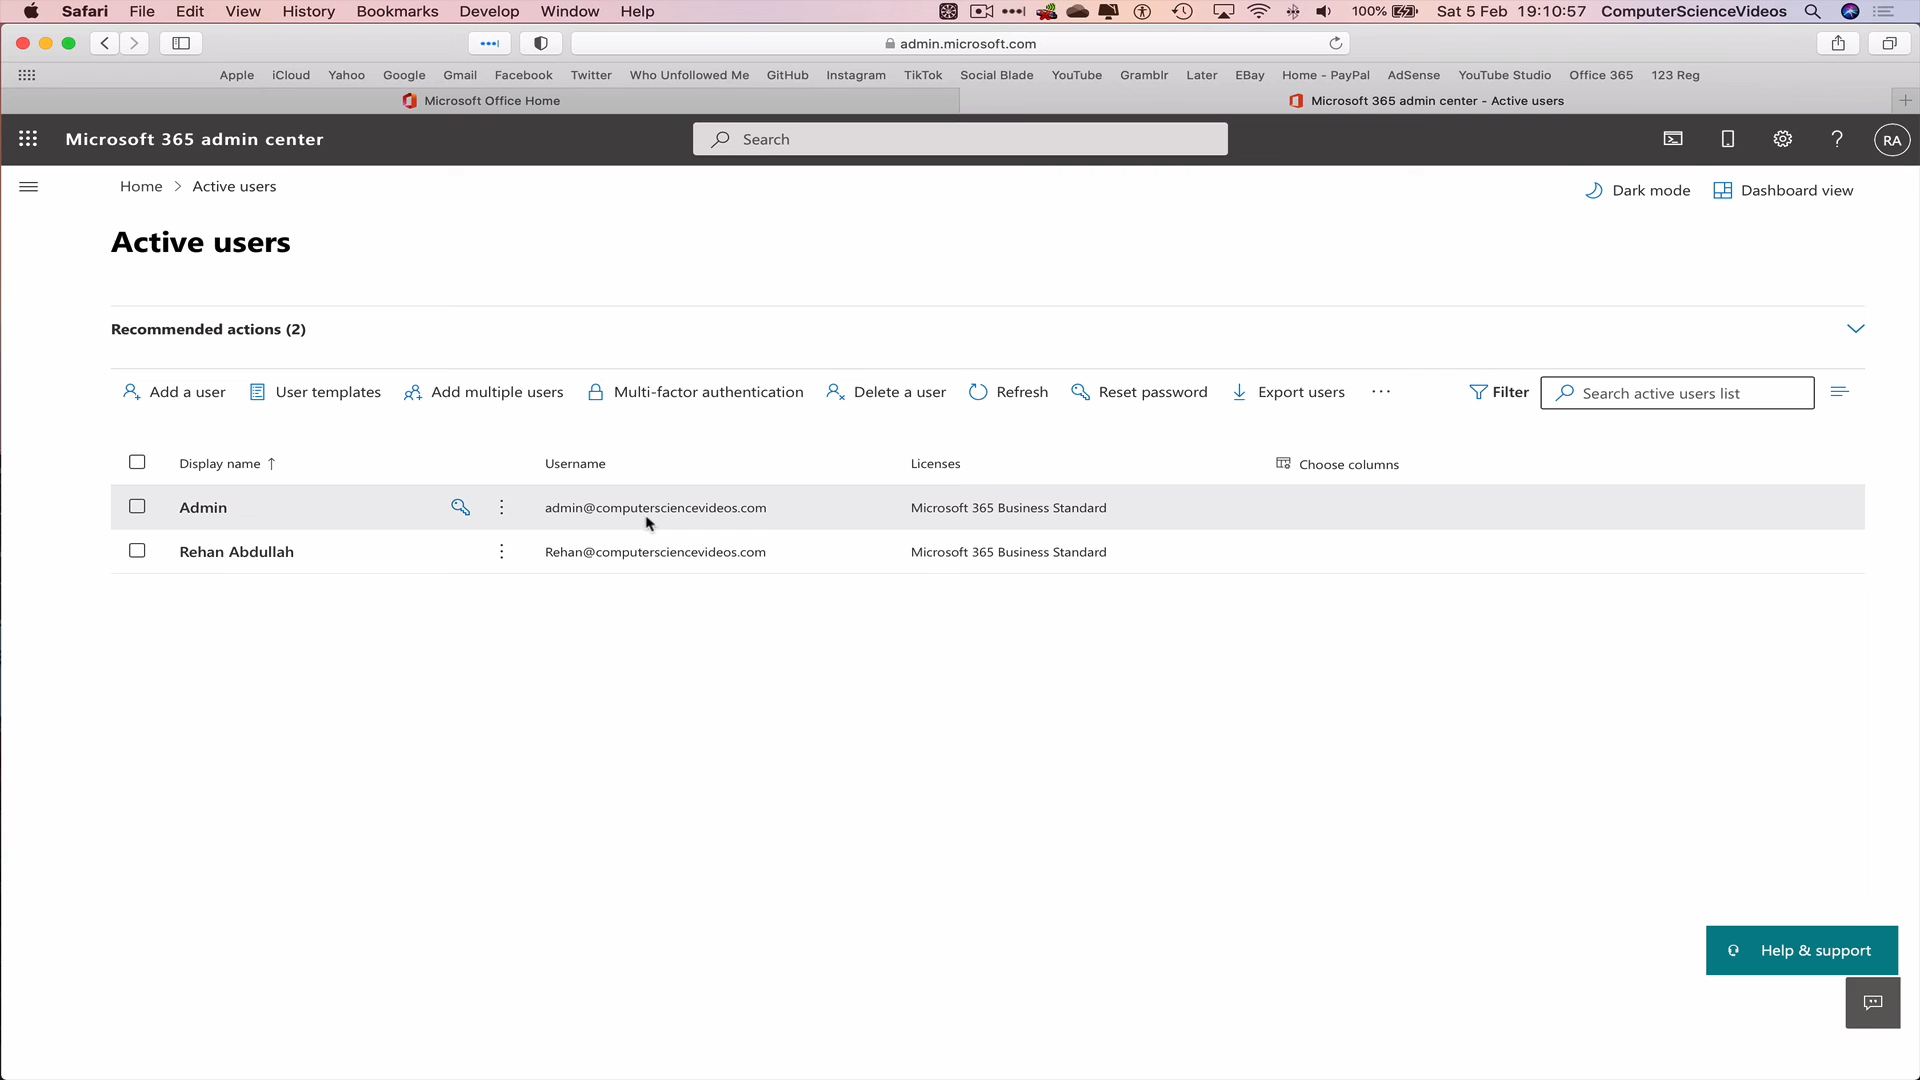 Safari File Edit View History Bookmarks Develop Window Help 100% Sat 5 Feb 19:10:57 ComputerScienceVideos
admin.microsoft.com
Apple iCloud Yahoo Google Gmail Facebook Twitter Who Unfollowed Me GitHub Instagram TikTok Social Blade YouTube Gramblr Later EBay Home - PayPal AdSense YouTube Studio Office 365 123 Reg
Microsoft Office Home Microsoft 365 admin center - Active users
Microsoft 365 admin center Search RA
Home > Active users Dark mode Dashboard view
Active users
Recommended actions (2)
Add a user User templates Add multiple users Multi-factor authentication Delete a user Refresh Reset password Export users Filter Search active users list
Display name ↑ Username Licenses Choose columns
Admin admin@computersciencevideos.com Microsoft 365 Business Standard
Rehan Abdullah Rehan@computersciencevideos.com Microsoft 365 Business Standard
Help & support